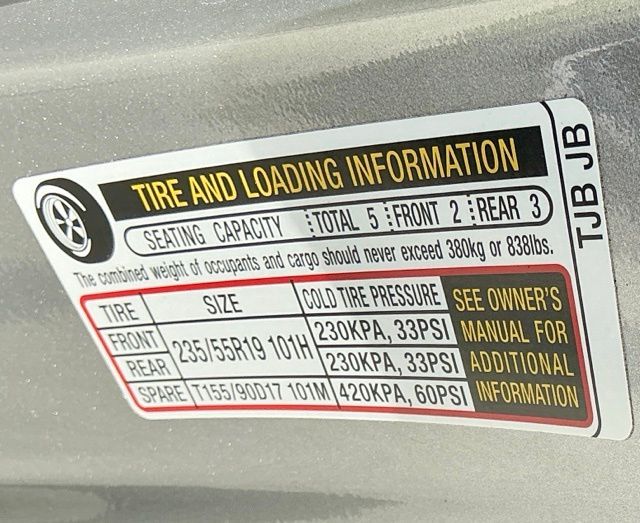 TIRE AND LOADING INFORMATION
SEATING CAPACITY TOTAL 5 FRONT 2 REAR 3
The combined weight of occupants and cargo should never exceed 380kg or 838lbs.
TIRE SIZE COLD TIRE PRESSURE
FRONT 235/55R19 101H 230KPA, 33PSI
REAR 230KPA, 33PSI
SPARE T155/90D17 101M 420KPA, 60PSI
SEE OWNER'S
MANUAL FOR
ADDITIONAL
INFORMATION
TJB JB